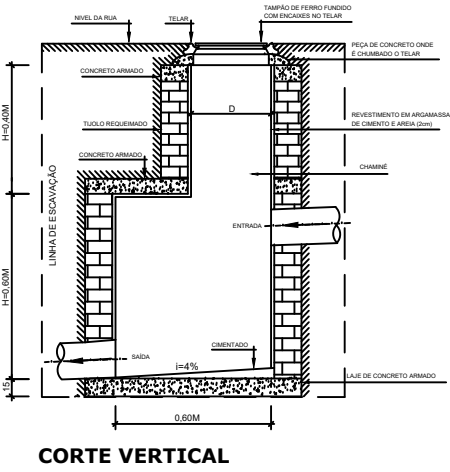 NIVEL DA RUA
TELAR
TAMPÃO DE FERRO FUNDIDO
COM ENCAIXES NO TELAR
PEÇA DE CONCRETO ONDE
É CHUMBADO O TELAR
CONCRETO ARMADO
H=0,40M
D
REVESTIMENTO EM ARGAMASSA
DE CIMENTO E AREIA (2cm)
TIJOLO REQUEIMADO
CONCRETO ARMADO
CHAMINÉ
LINHA DE ESCAVAÇÃO
ENTRADA
H=0,60M
CIMENTADO
SAÍDA
i=4%
LAJE DE CONCRETO ARMADO
15
0,60M
CORTE VERTICAL